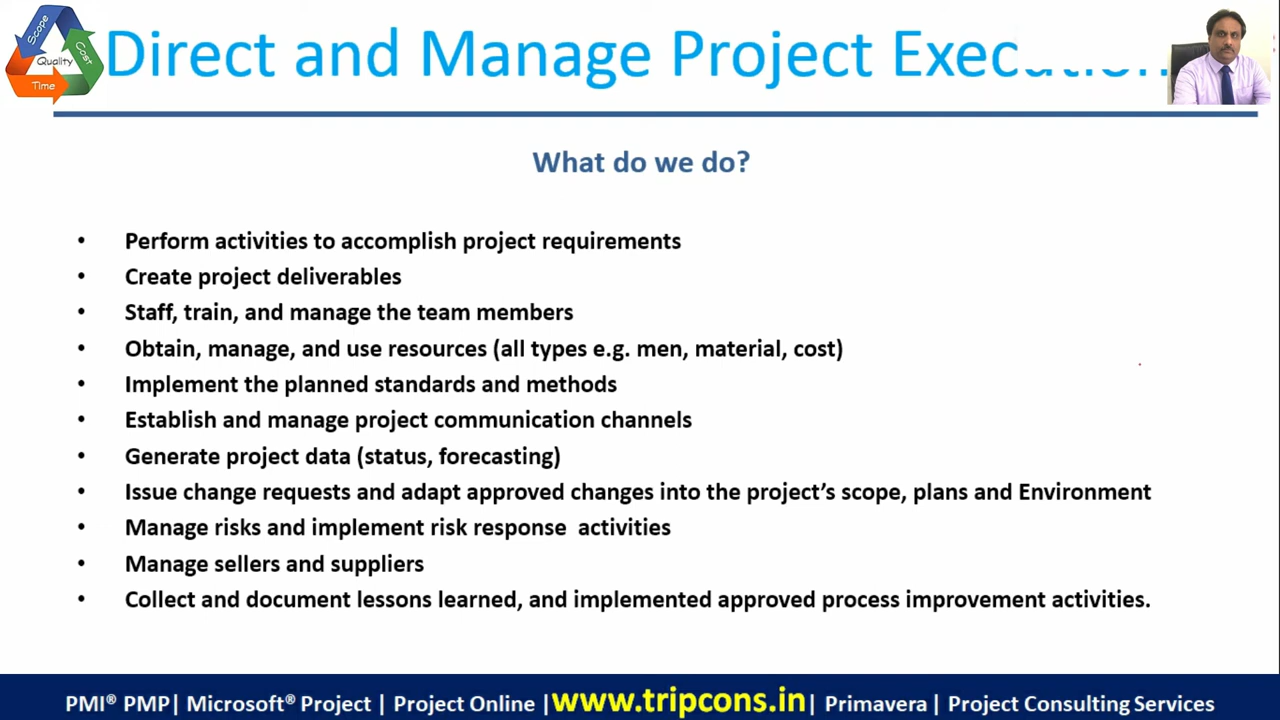 Scope
Cost
Quality
Time
Direct and Manage Project Execution
What do we do?
• Perform activities to accomplish project requirements
• Create project deliverables
• Staff, train, and manage the team members
• Obtain, manage, and use resources (all types e.g. men, material, cost)
• Implement the planned standards and methods
• Establish and manage project communication channels
• Generate project data (status, forecasting)
• Issue change requests and adapt approved changes into the project’s scope, plans and Environment
• Manage risks and implement risk response  activities
• Manage sellers and suppliers
• Collect and document lessons learned, and implemented approved process improvement activities.
PMI® PMP| Microsoft® Project | Project Online |www.tripcons.in| Primavera | Project Consulting Services